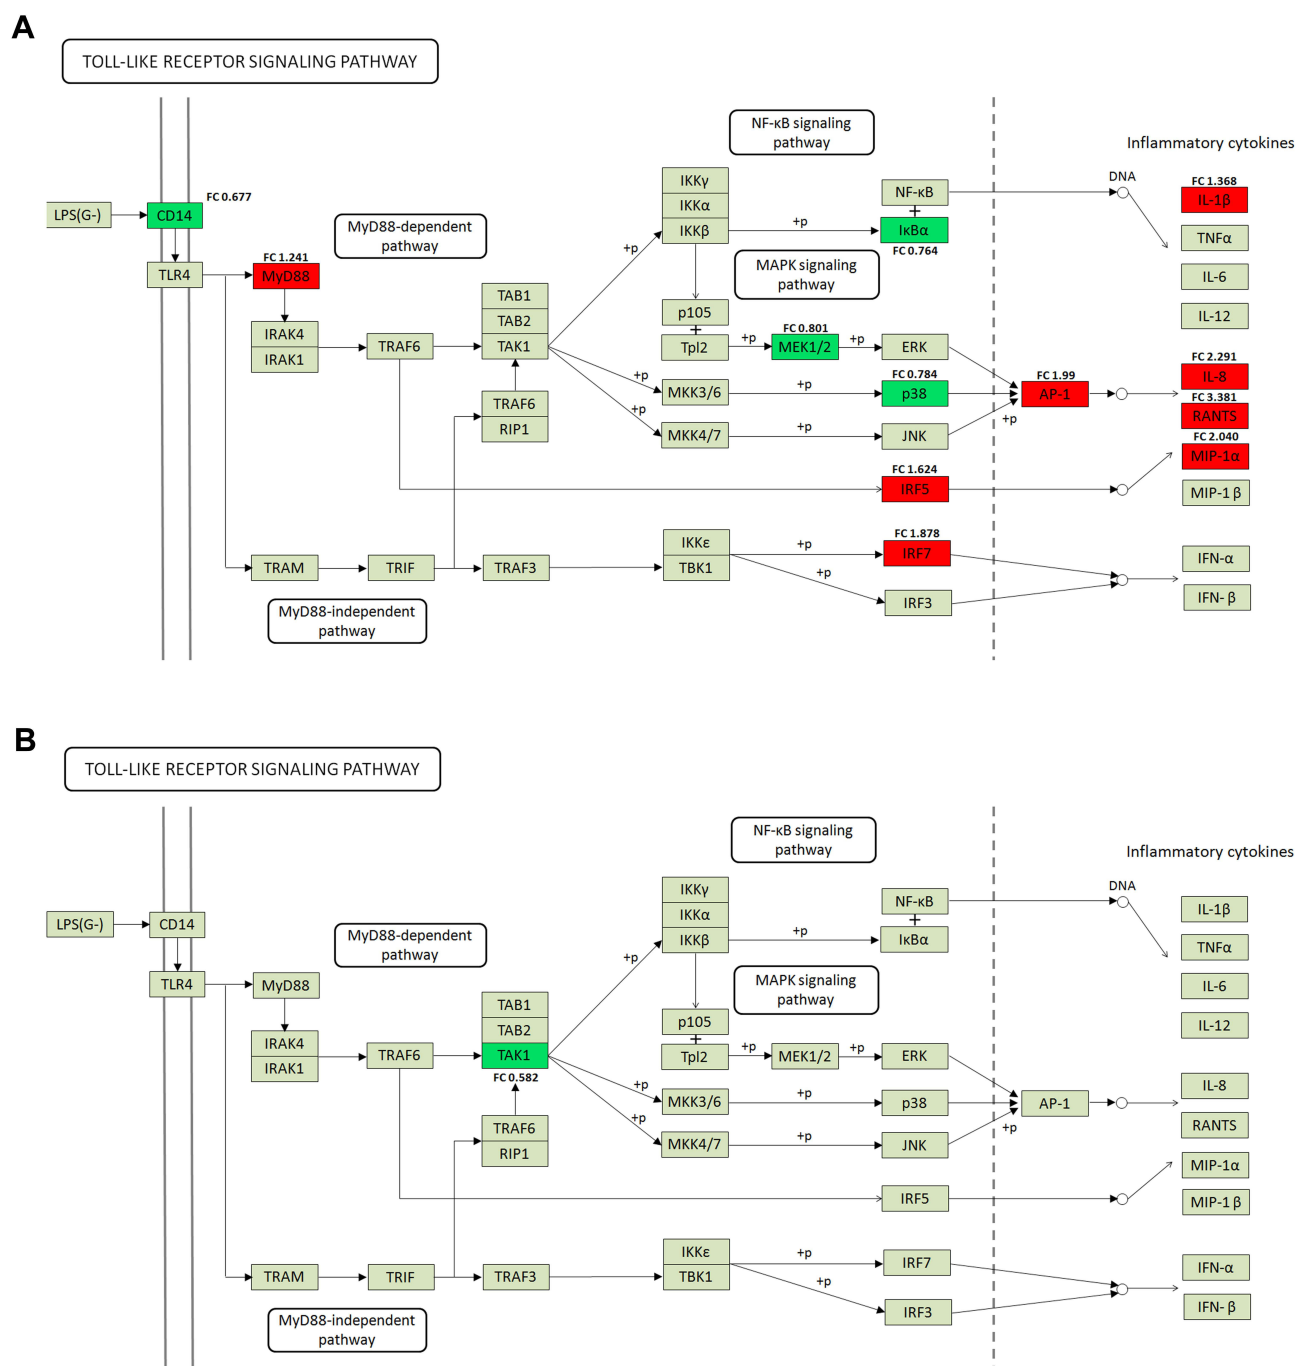 A
TOLL-LIKE RECEPTOR SIGNALING PATHWAY
NF-κB signaling
pathway
Inflammatory cytokines
IKKγ
IKKα
IKKβ
NF-κB
+
IκBα
FC 0.764
DNA
FC 1.368
IL-1β
TNFα
IL-6
IL-12
LPS(G-)
CD14
FC 0.677
TLR4
MyD88-dependent
pathway
FC 1.241
MyD88
IRAK4
IRAK1
TRAF6
TAB1
TAB2
TAK1
TRAF6
RIP1
+p
+p
+p
+p
MAPK signaling
pathway
p105
+
Tpl2
+p
FC 0.801
MEK1/2
+p
ERK
MKK3/6
+p
FC 0.784
p38
MKK4/7
+p
JNK
+p
FC 1.99
AP-1
FC 2.291
IL-8
FC 3.381
RANTS
FC 2.040
MIP-1α
MIP-1 β
FC 1.624
IRF5
TRAM
TRIF
TRAF3
IKKε
TBK1
+p
+p
FC 1.878
IRF7
IRF3
IFN-α
IFN- β
MyD88-independent
pathway
B
TOLL-LIKE RECEPTOR SIGNALING PATHWAY
NF-κB signaling
pathway
Inflammatory cytokines
IKKγ
IKKα
IKKβ
NF-κB
+
IκBα
DNA
IL-1β
TNFα
IL-6
IL-12
LPS(G-)
CD14
TLR4
MyD88-dependent
pathway
MyD88
IRAK4
IRAK1
TRAF6
TAB1
TAB2
TAK1
FC 0.582
TRAF6
RIP1
+p
+p
+p
+p
MAPK signaling
pathway
p105
+
Tpl2
+p
MEK1/2
+p
ERK
MKK3/6
+p
p38
MKK4/7
+p
JNK
+p
AP-1
IL-8
RANTS
MIP-1α
MIP-1 β
IRF5
TRAM
TRIF
TRAF3
IKKε
TBK1
+p
+p
IRF7
IRF3
IFN-α
IFN- β
MyD88-independent
pathway